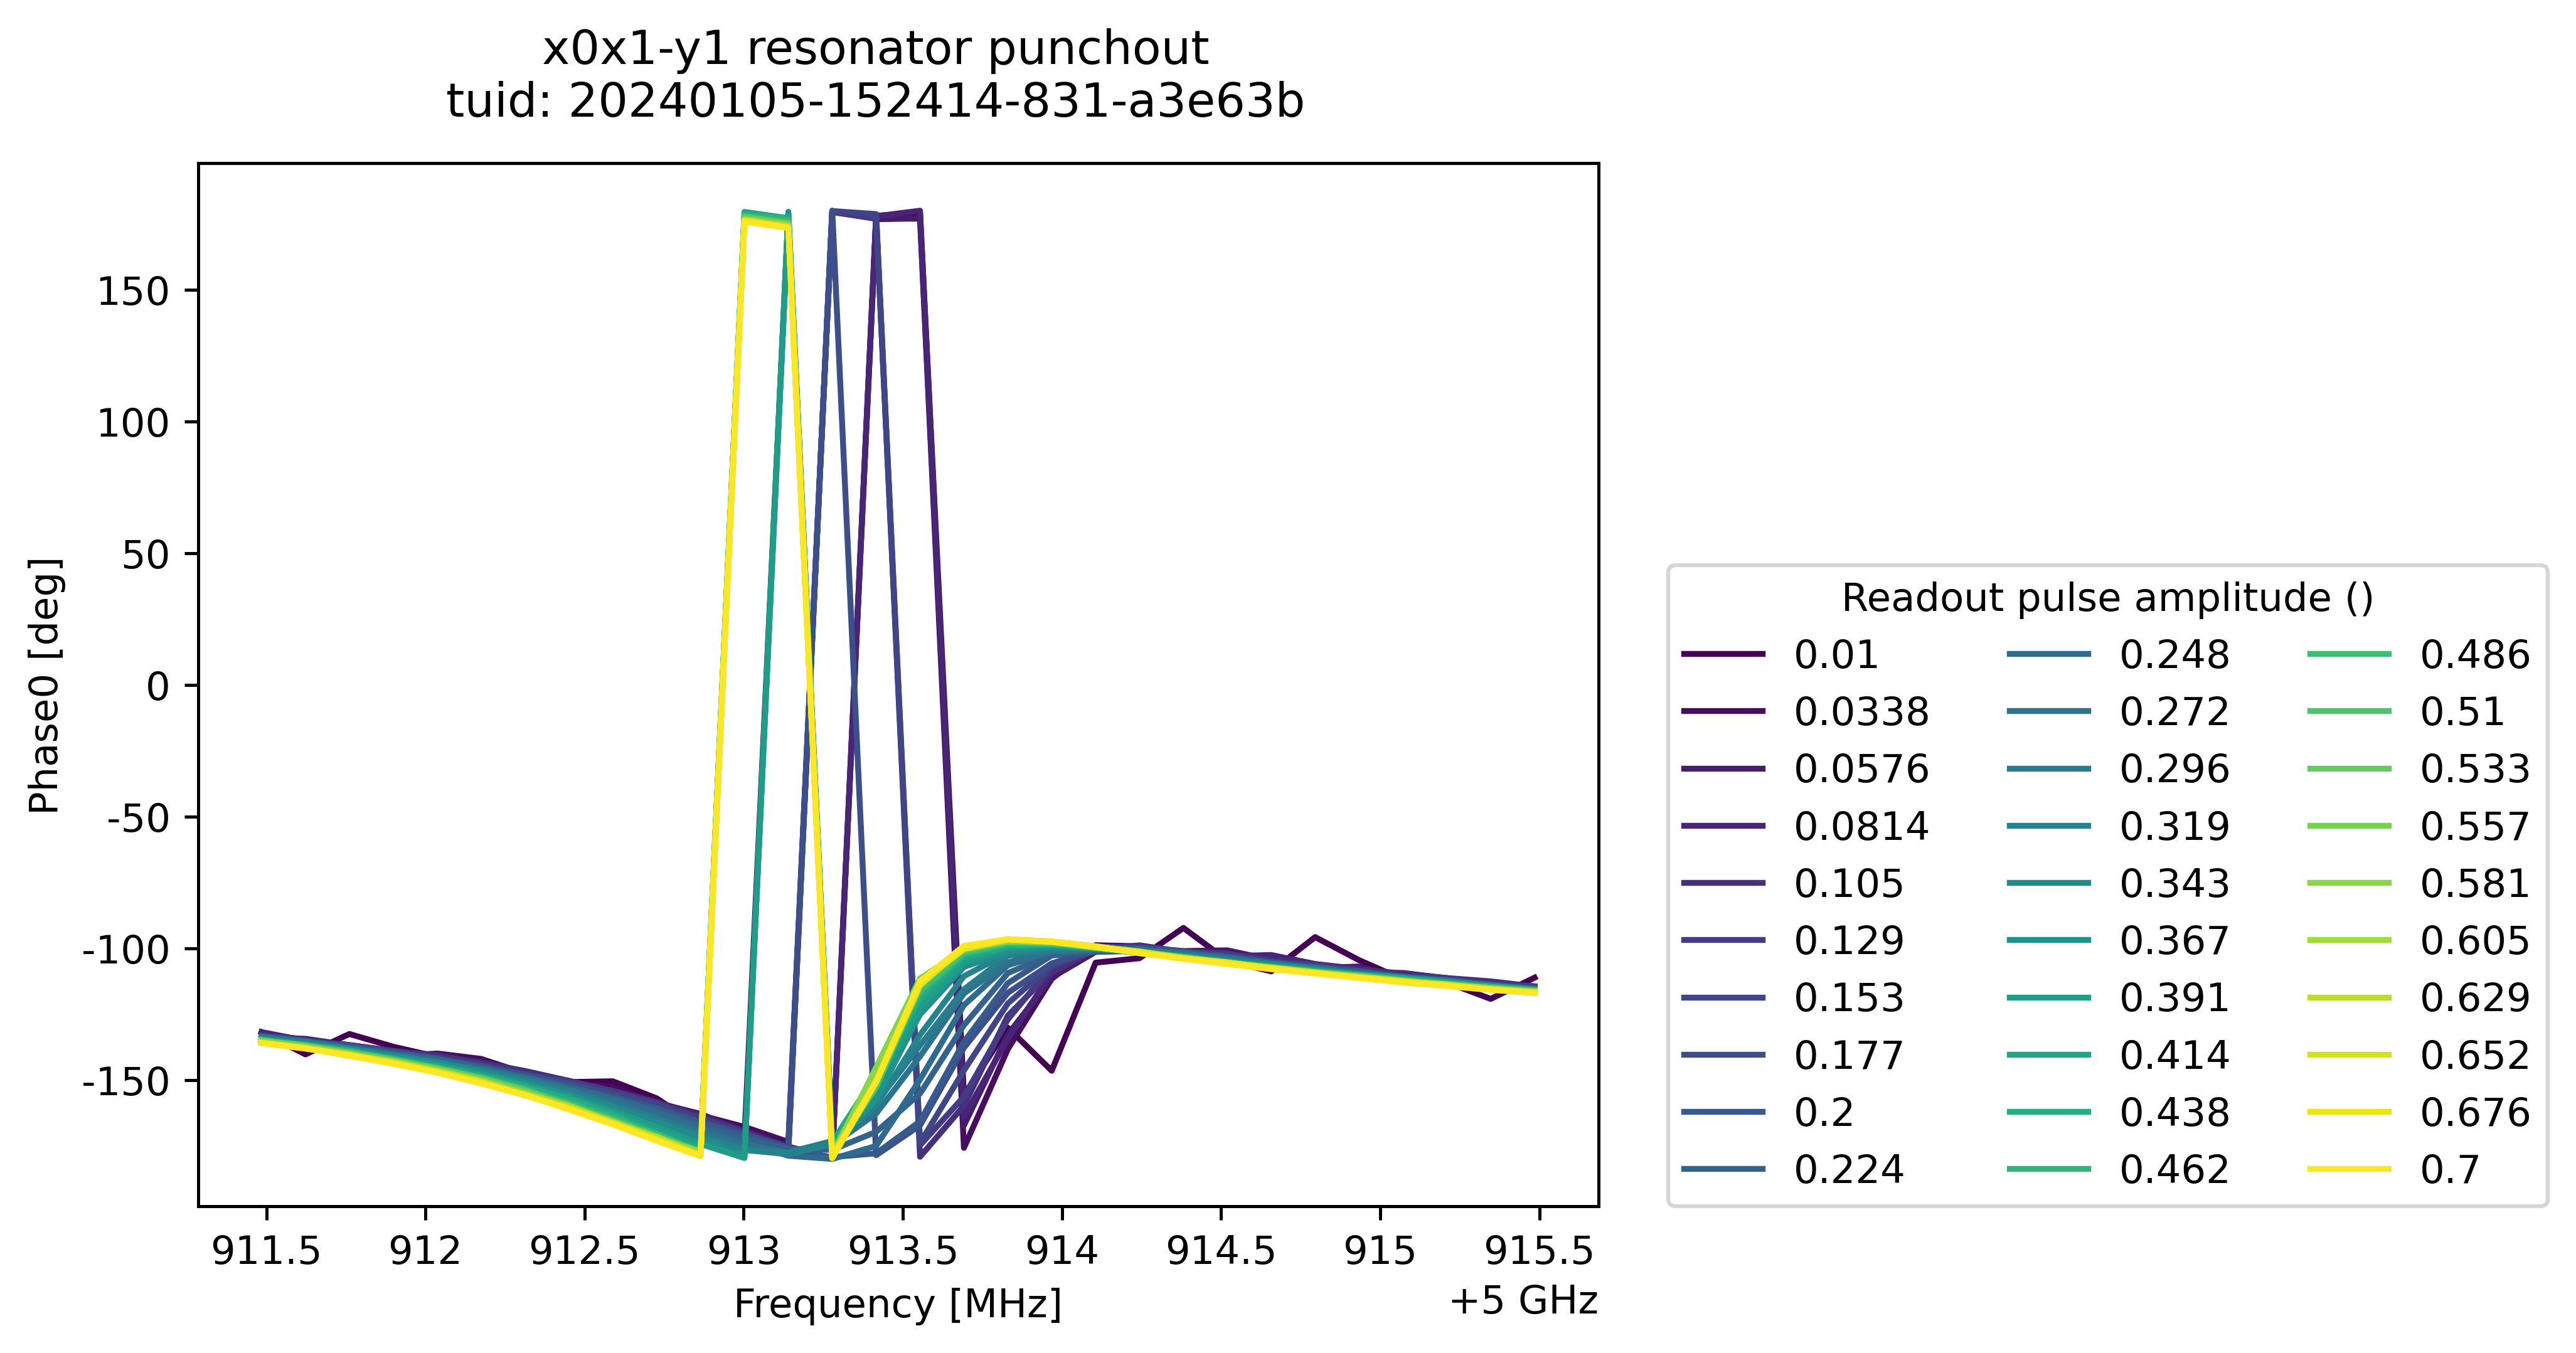 x0x1-y1 resonator punchout
tuid: 20240105-152414-831-a3e63b
150
100
50
0
-50
-100
-150
Phase0 [deg]
911.5 912 912.5 913 913.5 914 914.5 915 915.5
Frequency [MHz]
+5 GHz
Readout pulse amplitude ()
0.01 0.248 0.486
0.0338 0.272 0.51
0.0576 0.296 0.533
0.0814 0.319 0.557
0.105 0.343 0.581
0.129 0.367 0.605
0.153 0.391 0.629
0.177 0.414 0.652
0.2 0.438 0.676
0.224 0.462 0.7